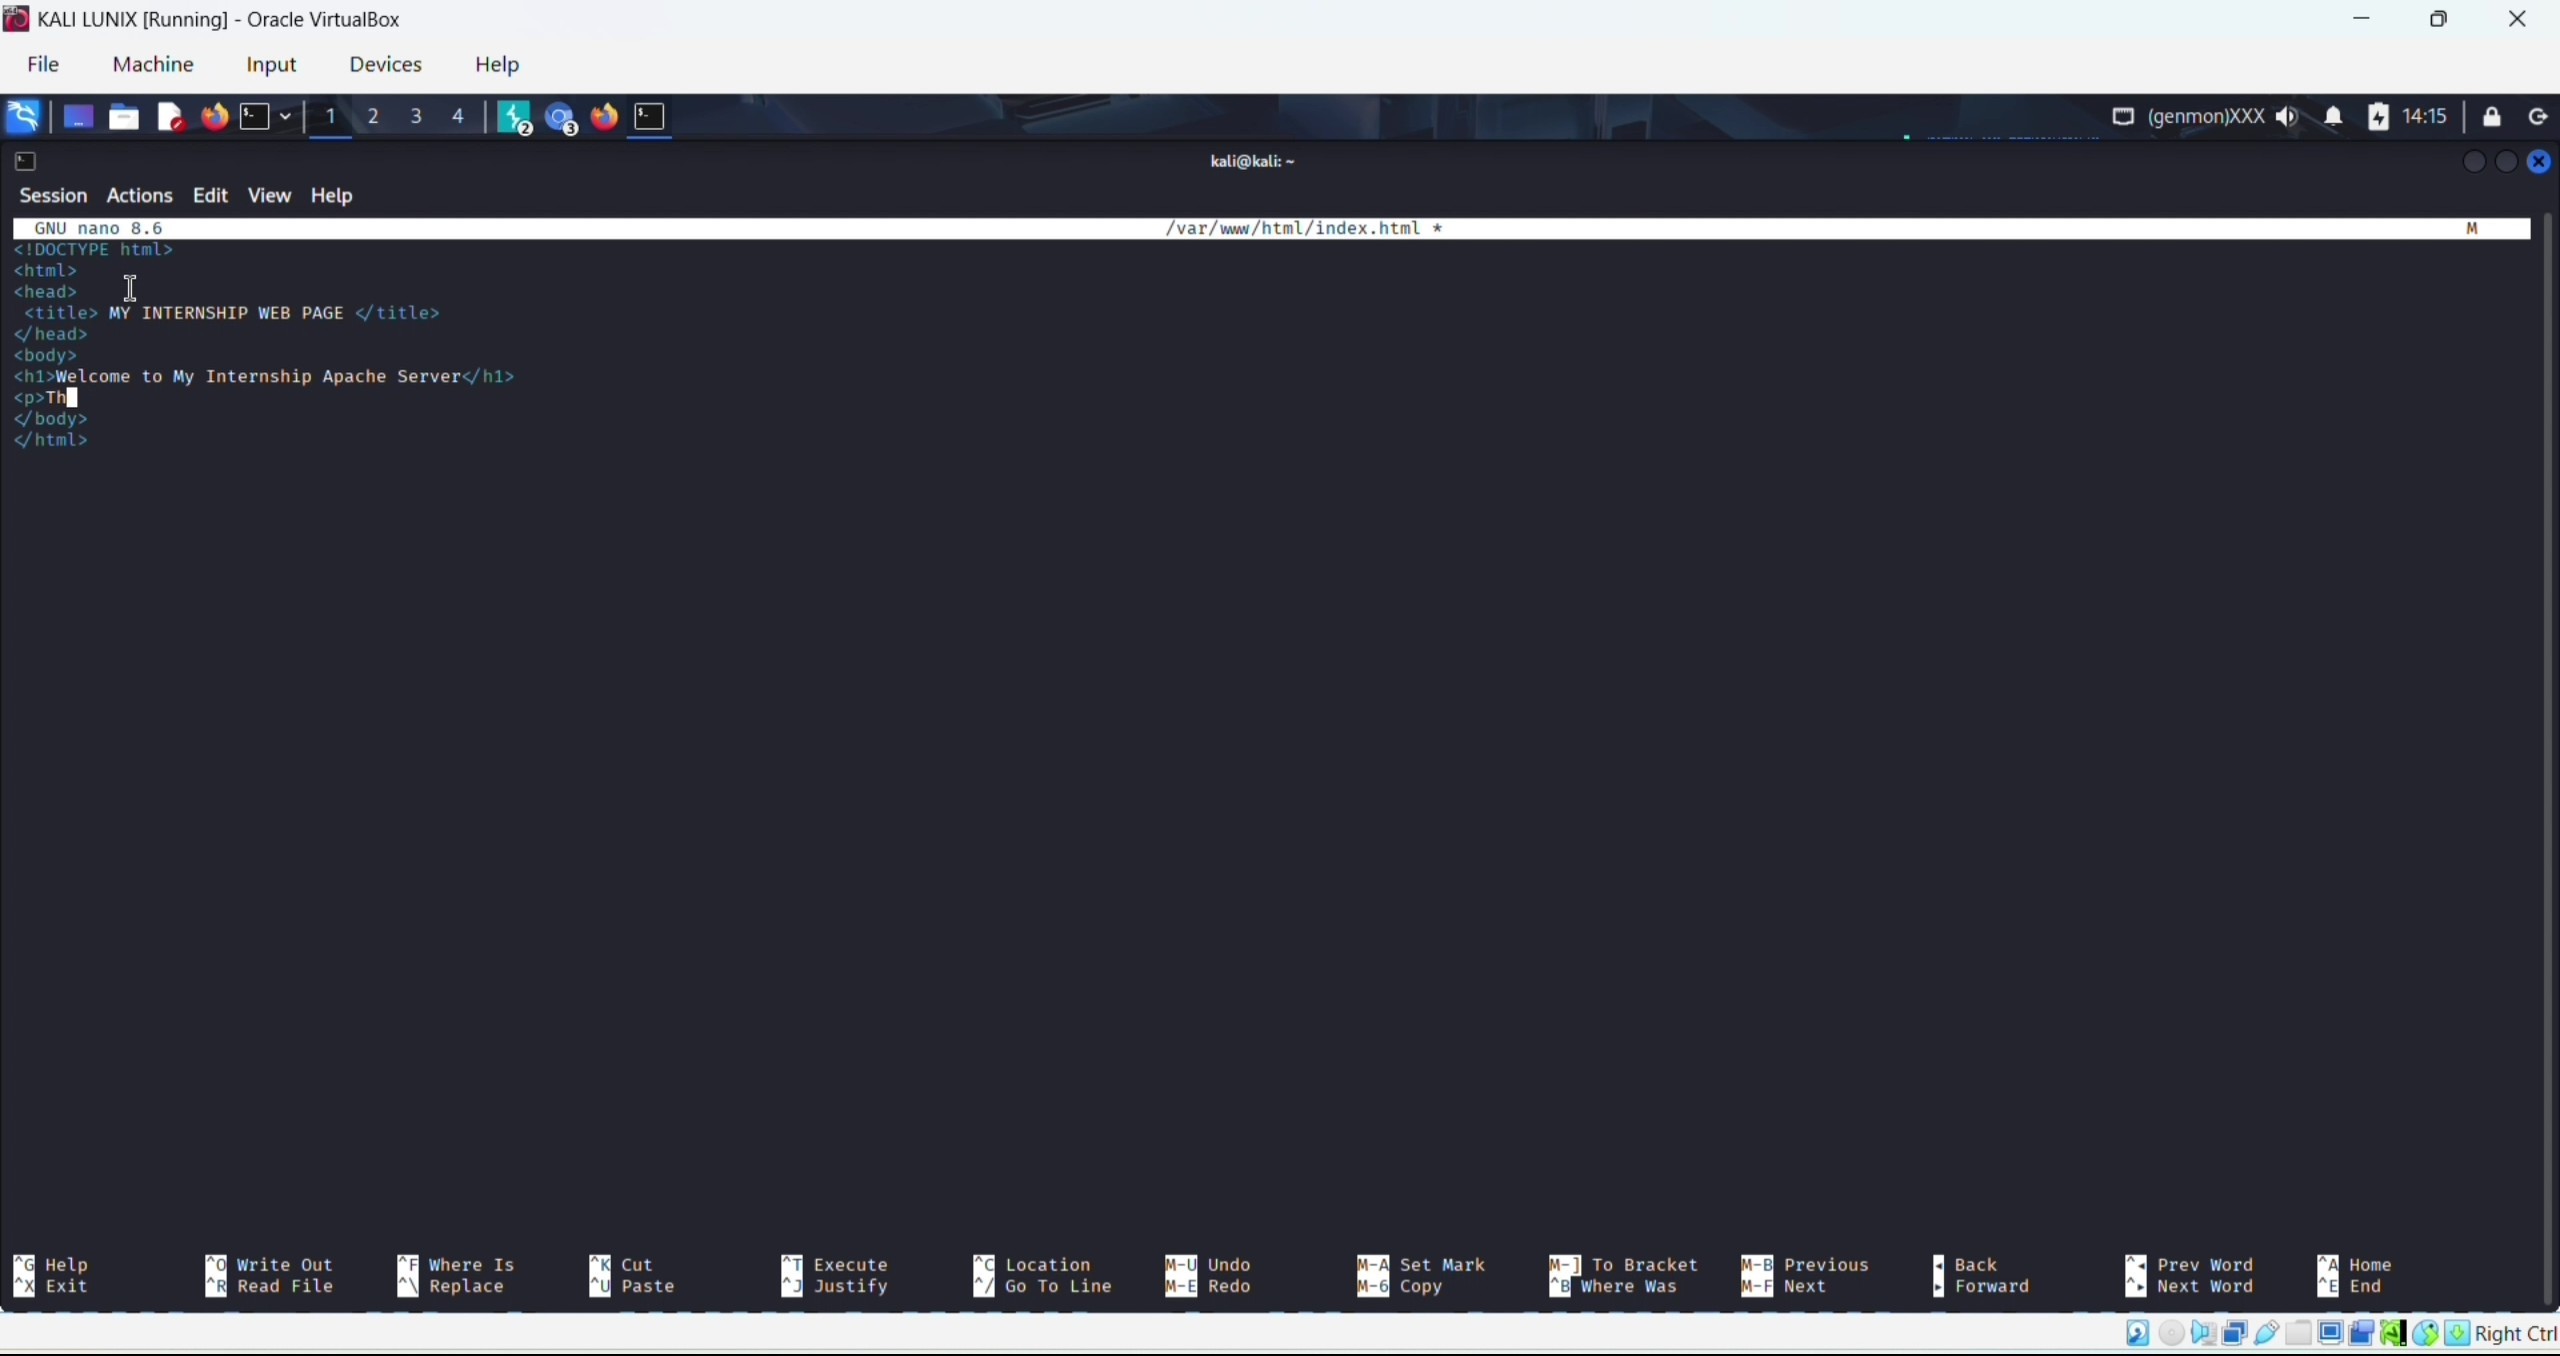 KALI LUNIX [Running] - Oracle VirtualBox
File Machine Input Devices Help
1 2 3 4 2 3 (genmon)XXX 14:15
kali@kali: ~
Session Actions Edit View Help
GNU nano 8.6 /var/www/html/index.html * M
<!DOCTYPE html>
<html>
<head>
<title> MY INTERNSHIP WEB PAGE </title>
</head>
<body>
<h1>Welcome to My Internship Apache Server</h1>
<p>Th
</body>
</html>
^G Help ^O Write Out ^F Where Is ^K Cut ^T Execute ^C Location M-U Undo M-A Set Mark M-] To Bracket M-B Previous ◂ Back ^◂ Prev Word ^A Home
^X Exit ^R Read File ^\ Replace ^U Paste ^J Justify ^/ Go To Line M-E Redo M-6 Copy ^B Where Was M-F Next ▸ Forward ^▸ Next Word ^E End
Right Ctrl